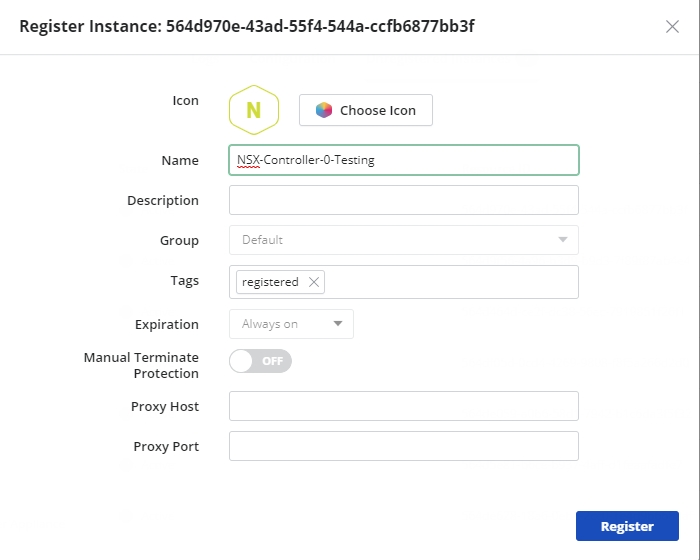 Register Instance: 564d970e-43ad-55f4-544a-ccfb6877bb3f
Icon
N
Choose Icon
Name
NSX-Controller-0-Testing
Description
Group
Default
Tags
registered
Expiration
Always on
Manual Terminate
Protection
OFF
Proxy Host
Proxy Port
Register